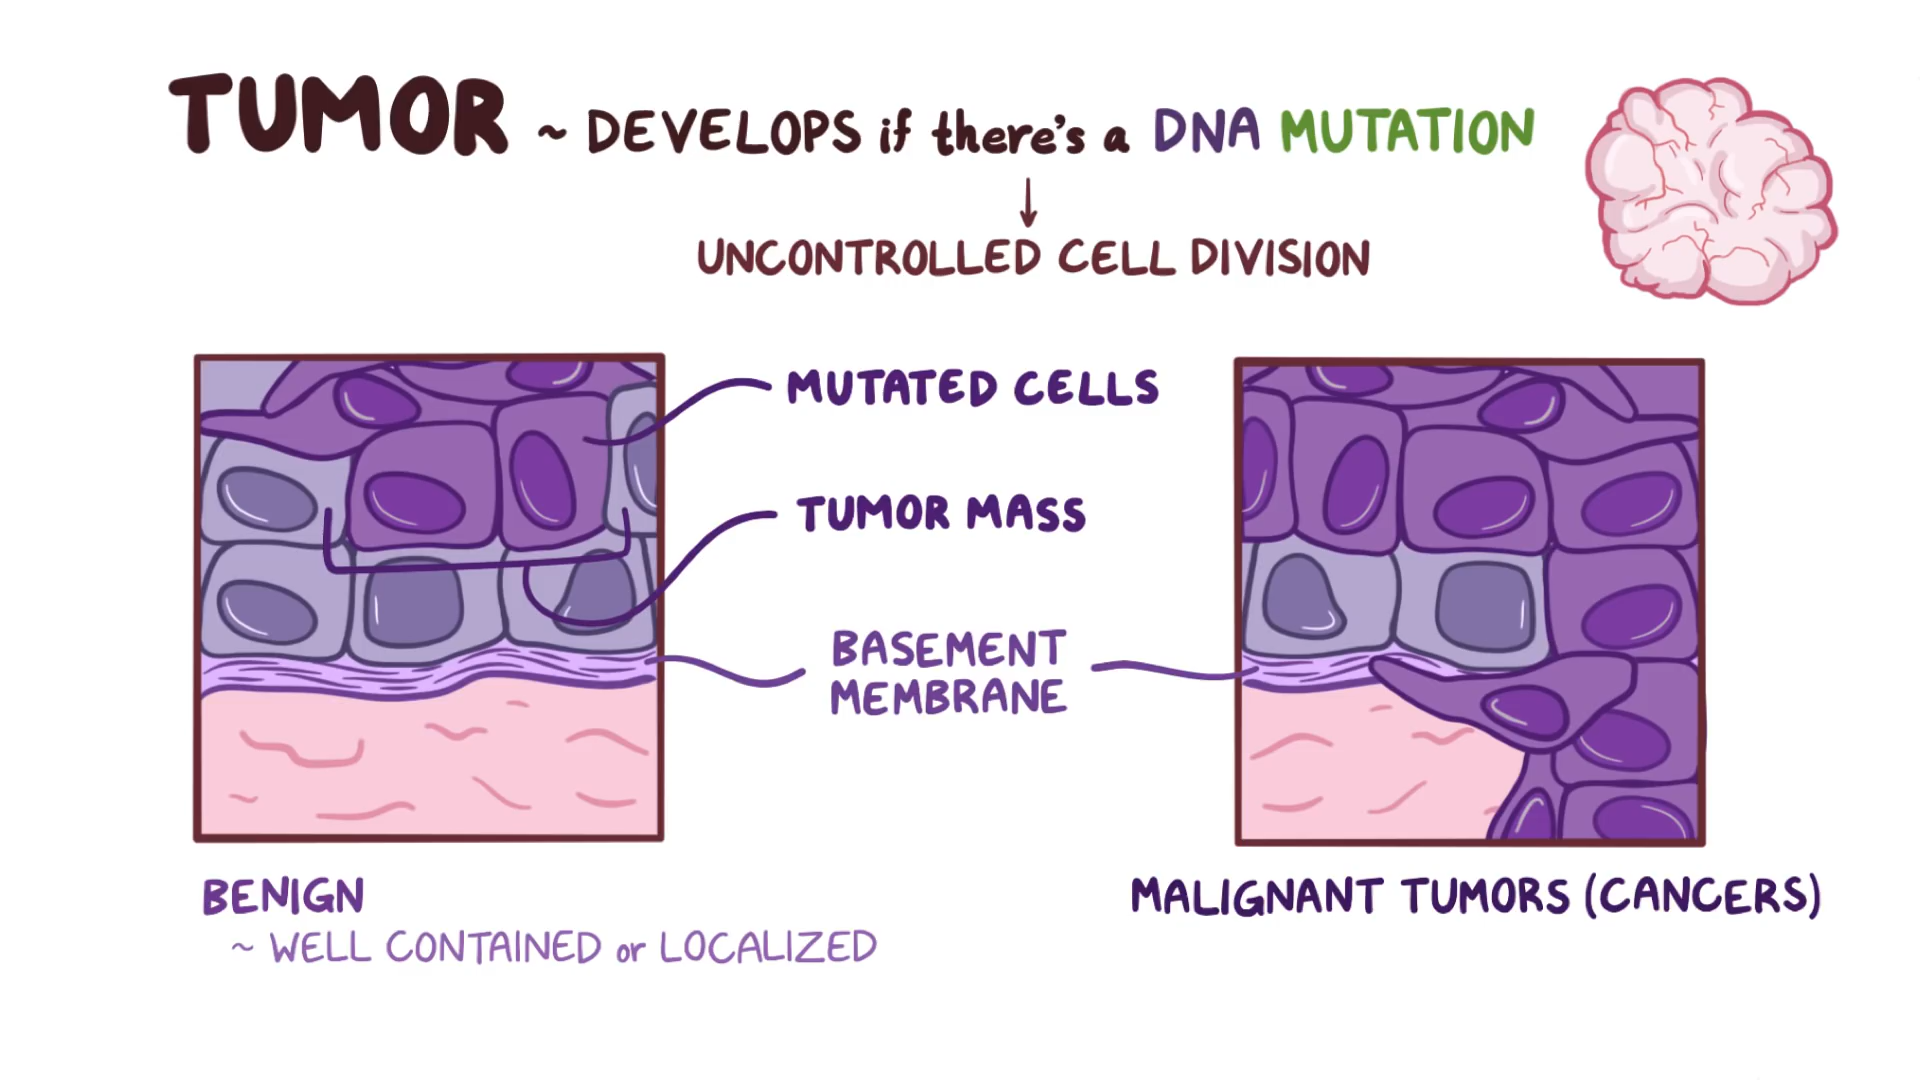 TUMOR ~ DEVELOPS if there's a DNA MUTATION
UNCONTROLLED CELL DIVISION
MUTATED CELLS
TUMOR MASS
BASEMENT
MEMBRANE
BENIGN
~ WELL CONTAINED or LOCALIZED
MALIGNANT TUMORS (CANCERS)